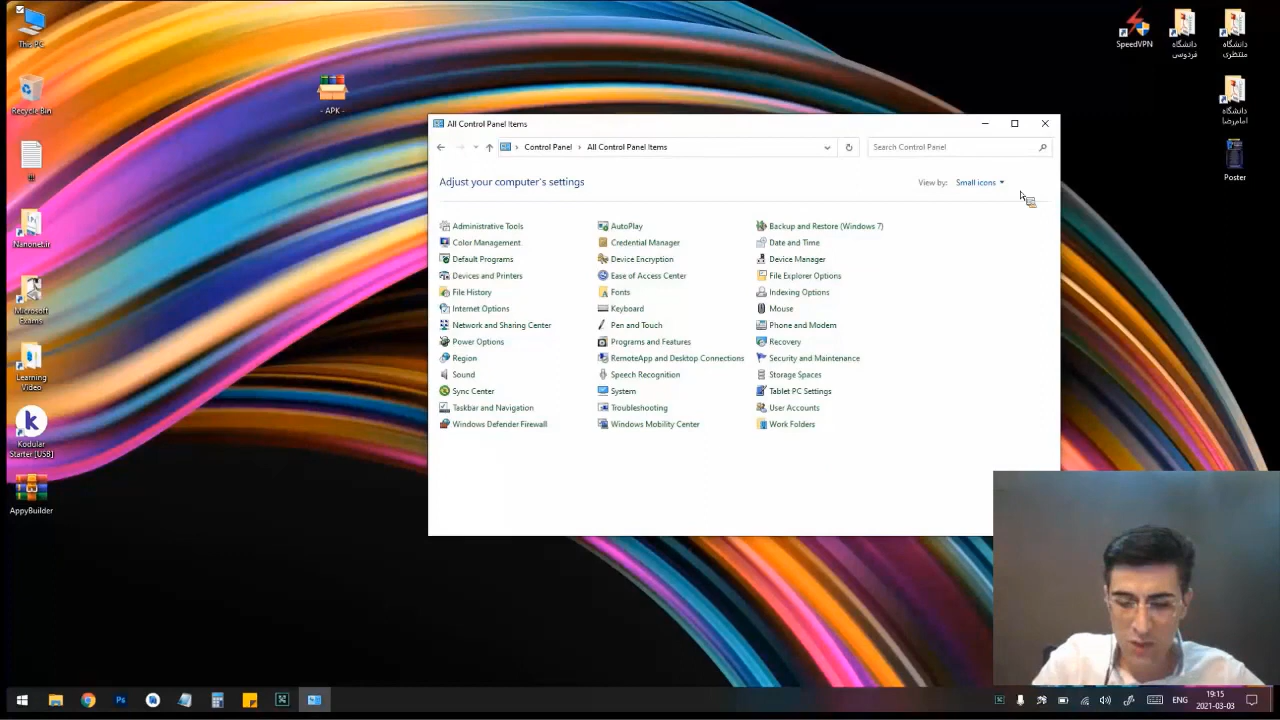 This PC
Recycle Bin
Nanonet.ir
Microsoft
Exams
Learning
Video
Kodular
Starter [USB]
AppyBuilder
- APK -
SpeedVPN
دانشگاه
فردوسی
دانشگاه
منتظری
دانشگاه
امام‌رضا
Poster
All Control Panel Items
Control Panel › All Control Panel Items
Search Control Panel
Adjust your computer's settings
View by: Small icons
Administrative Tools
AutoPlay
Backup and Restore (Windows 7)
Color Management
Credential Manager
Date and Time
Default Programs
Device Encryption
Device Manager
Devices and Printers
Ease of Access Center
File Explorer Options
File History
Fonts
Indexing Options
Internet Options
Keyboard
Mouse
Network and Sharing Center
Pen and Touch
Phone and Modem
Power Options
Programs and Features
Recovery
Region
RemoteApp and Desktop Connections
Security and Maintenance
Sound
Speech Recognition
Storage Spaces
Sync Center
System
Tablet PC Settings
Taskbar and Navigation
Troubleshooting
User Accounts
Windows Defender Firewall
Windows Mobility Center
Work Folders
Ps
ENG
19:15
2021-03-03